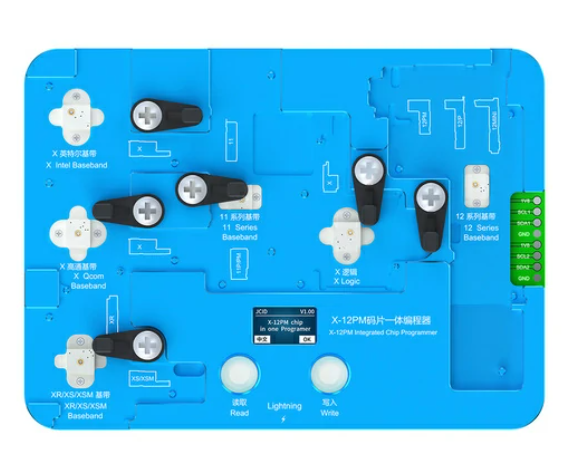 X 英特尔基带
X Intel Baseband
X
11
12PM
12P
12MINI
X
11 系列基带
11 Series
Baseband
12 系列基带
12 Series
Baseband
1V8
SCL1
SDA1
GND
1V8
SCL2
SDA2
GND
X 高通基带
X Qcom
Baseband
X
11P/PM
X 逻辑
X Logic
XR
JCID V1.00
X-12PM chip
in one Programer
中文 OK
X-12PM码片一体编程器
X-12PM Integrated Chip Programmer
XS/XSM
XR/XS/XSM 基带
XR/XS/XSM
Baseband
读取
Read
Lightning
写入
Write